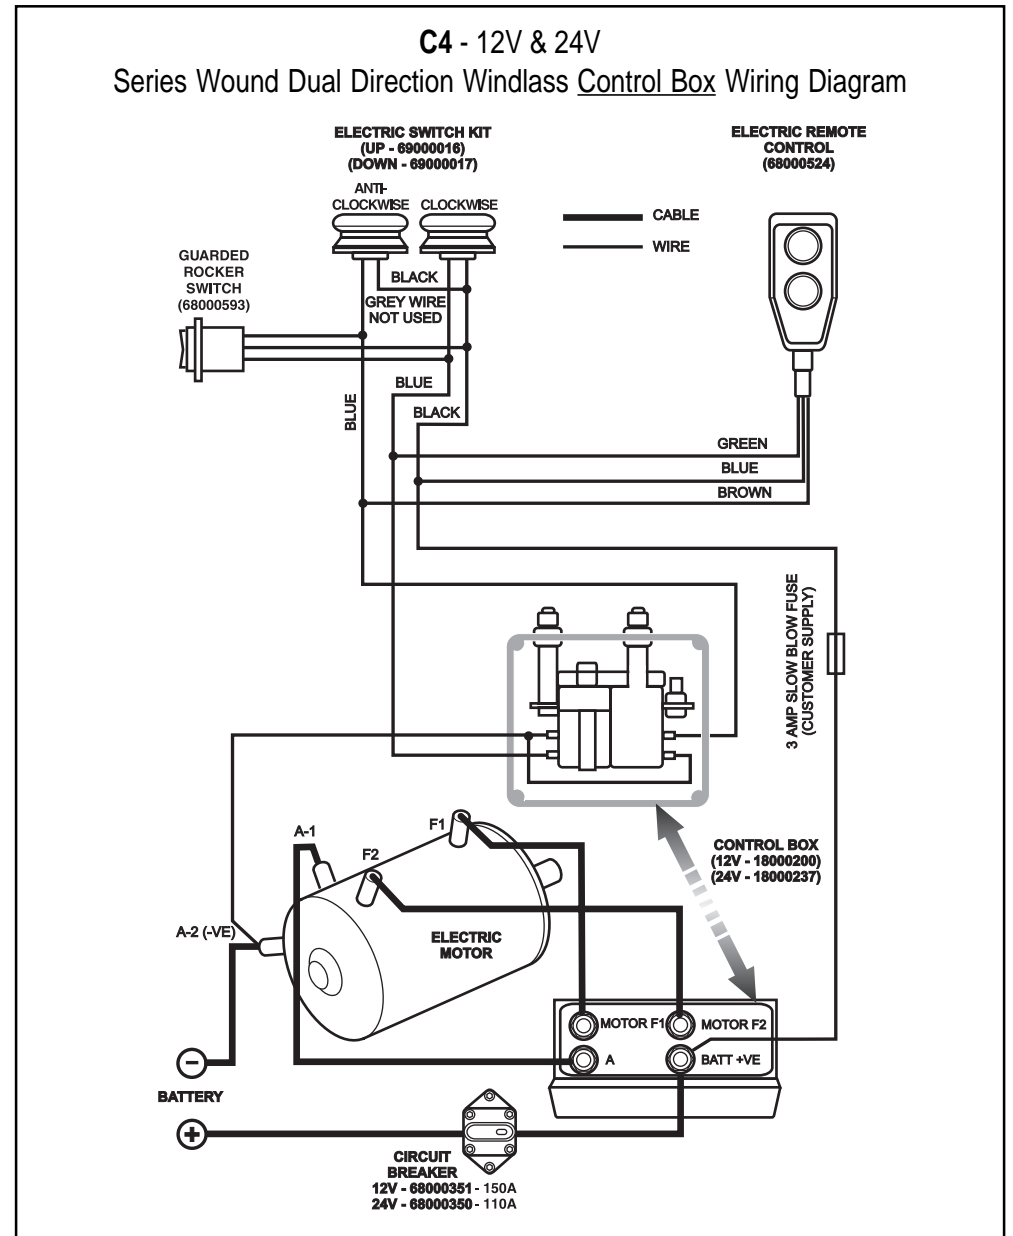 C4 - 12V & 24V
Series Wound Dual Direction Windlass Control Box Wiring Diagram
ELECTRIC SWITCH KIT
(UP - 69000016)
(DOWN - 69000017)
ELECTRIC REMOTE
CONTROL
(68000524)
ANTI-
CLOCKWISE
CLOCKWISE
CABLE
WIRE
GUARDED
ROCKER
SWITCH
(68000593)
BLACK
GREY WIRE
NOT USED
BLUE
BLUE
BLACK
GREEN
BLUE
BROWN
3 AMP SLOW BLOW FUSE
(CUSTOMER SUPPLY)
A-1
F1
F2
CONTROL BOX
(12V - 18000200)
(24V - 18000237)
A-2 (-VE)
ELECTRIC
MOTOR
MOTOR F1
MOTOR F2
A
BATT +VE
BATTERY
CIRCUIT
BREAKER
12V - 68000351 - 150A
24V - 68000350 - 110A